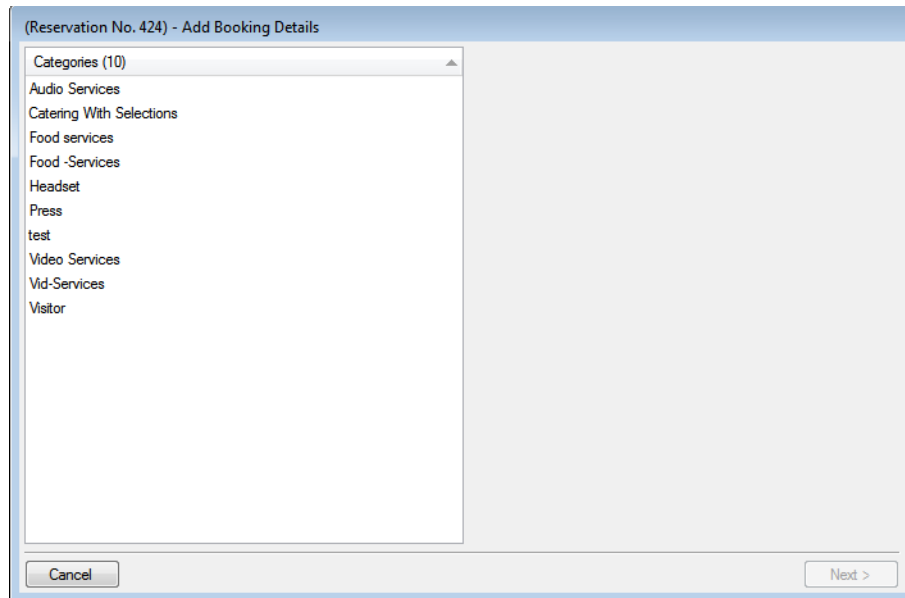 (Reservation No. 424) - Add Booking Details
Categories (10)
Audio Services
Catering With Selections
Food services
Food -Services
Headset
Press
test
Video Services
Vid-Services
Visitor
Cancel
Next >